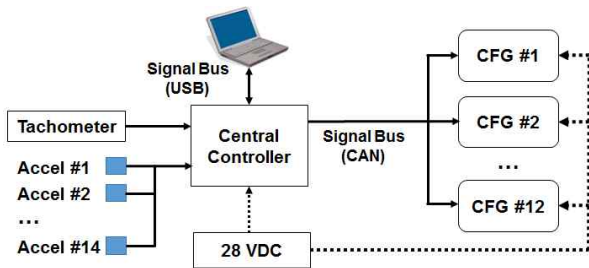 Signal Bus
(USB)
Tachometer
Accel #1
Accel #2
...
Accel #14
Central
Controller
28 VDC
Signal Bus
(CAN)
CFG #1
CFG #2
...
CFG #12